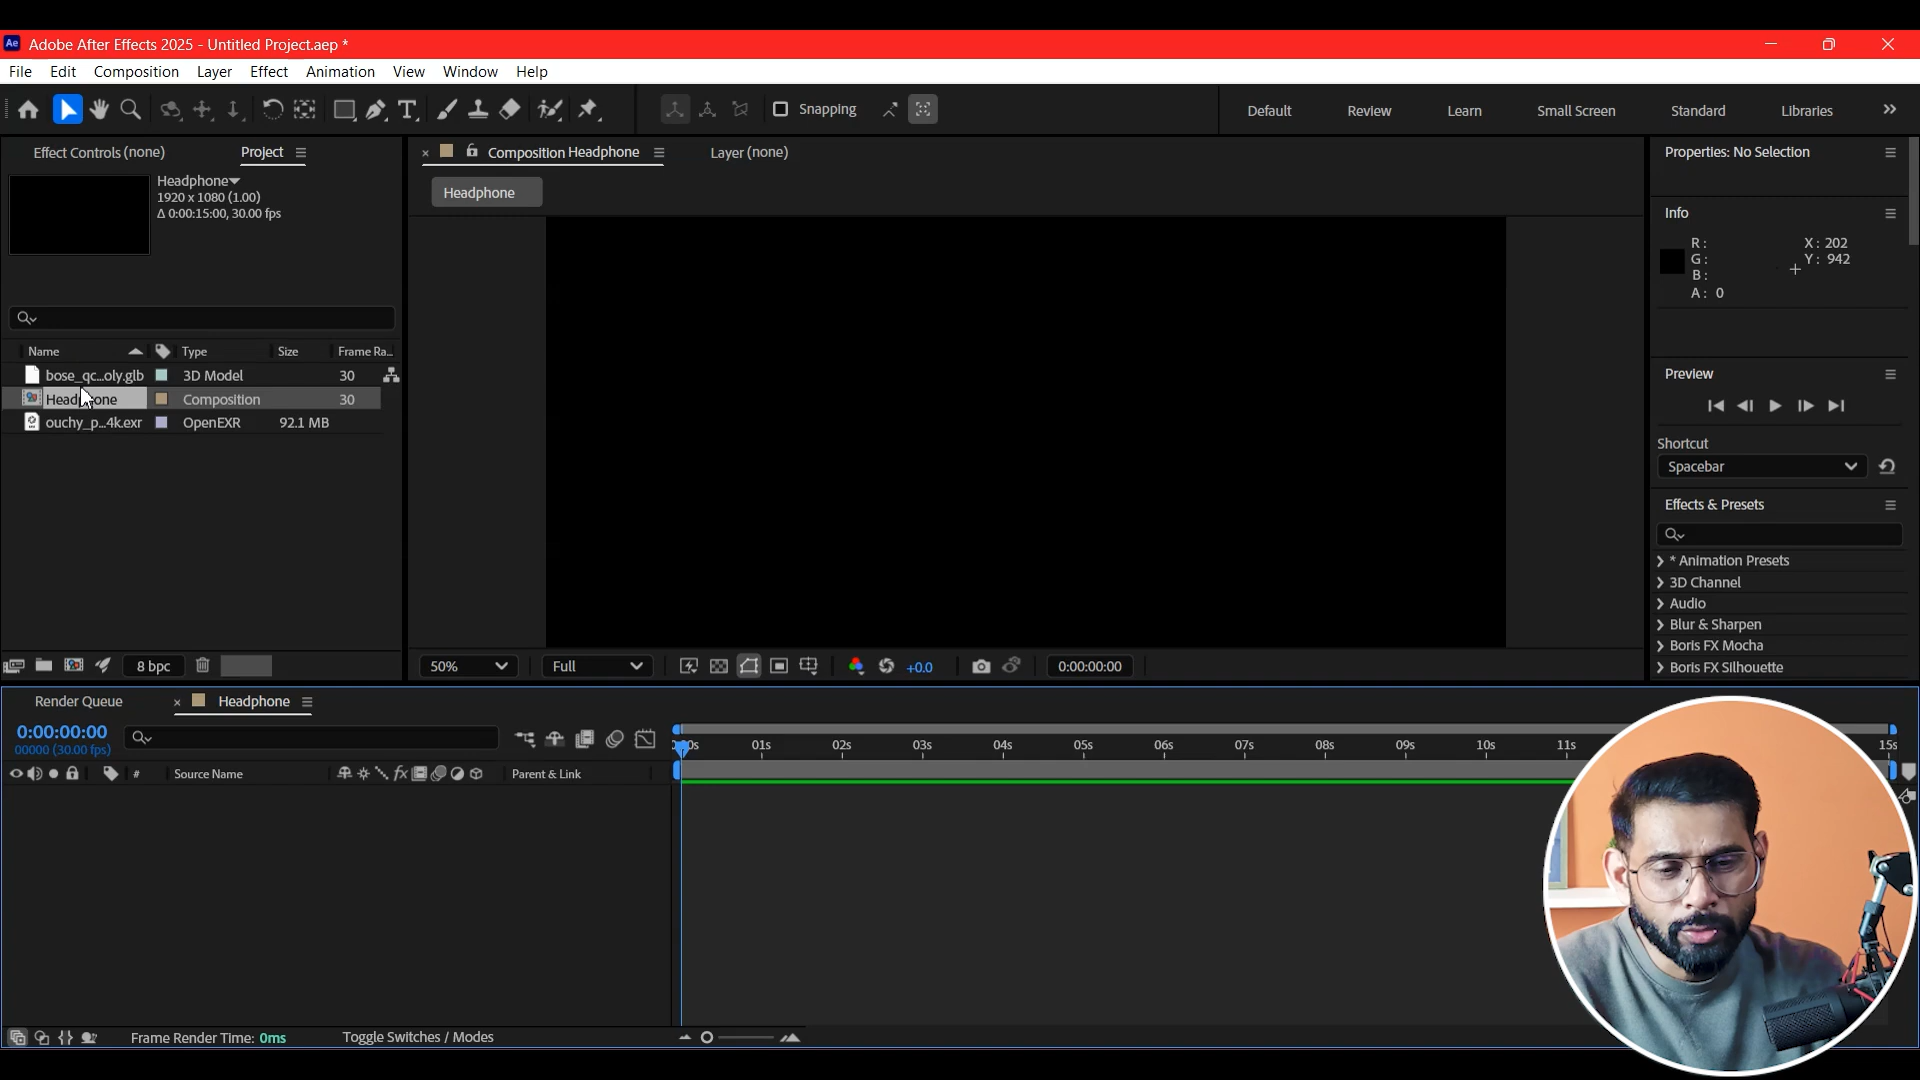 Ae Adobe After Effects 2025 - Untitled Project.aep *
File Edit Composition Layer Effect Animation View Window Help
T Snapping Default Review Learn Small Screen Standard Libraries
Effect Controls (none) Project
Composition Headphone Layer (none)
Properties: No Selection
Headphone
1920 x 1080 (1.00)
Δ 0:00:15:00, 30.00 fps
Headphone
Info
R:
G:
B:
A: 0
X: 202
Y: 942
Name Type Size Frame Ra...
bose_qc...oly.glb 3D Model 30
Headphone Composition 30
ouchy_p...4k.exr OpenEXR 92.1 MB
Preview
Shortcut
Spacebar
Effects & Presets
* Animation Presets
3D Channel
Audio
Blur & Sharpen
Boris FX Mocha
Boris FX Silhouette
8 bpc
50% Full +0.0 0:00:00:00
Render Queue Headphone
0:00:00:00
00000 (30.00 fps)
01s 02s 03s 04s 05s 06s 07s 08s 09s 10s 11s 15s
# Source Name fx Parent & Link
Frame Render Time: 0ms Toggle Switches / Modes